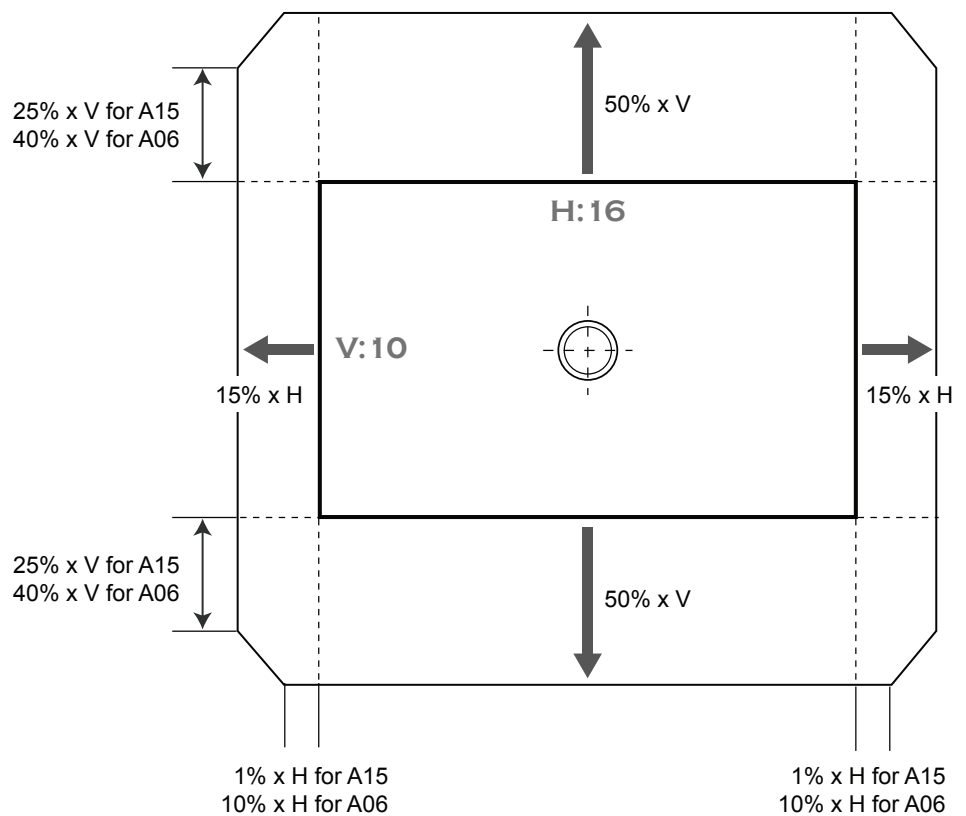 25% x V for A15
40% x V for A06
50% x V
H:16
V:10
15% x H
15% x H
25% x V for A15
40% x V for A06
50% x V
1% x H for A15
10% x H for A06
1% x H for A15
10% x H for A06